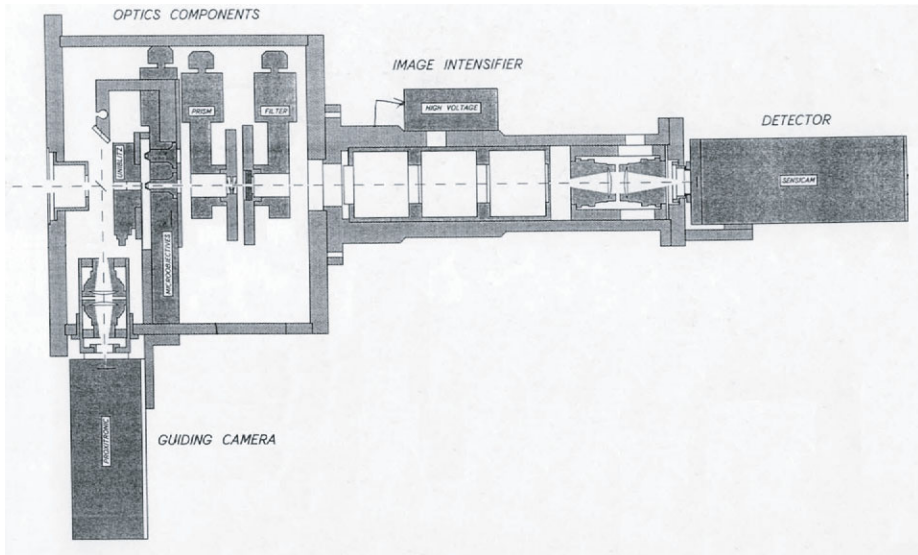 OPTICS COMPONENTS
IMAGE INTENSIFIER
HIGH VOLTAGE
DETECTOR
PRISM
FILTER
SENSICAM
MICROOBJECTIVES
PROXITRONIC
GUIDING CAMERA